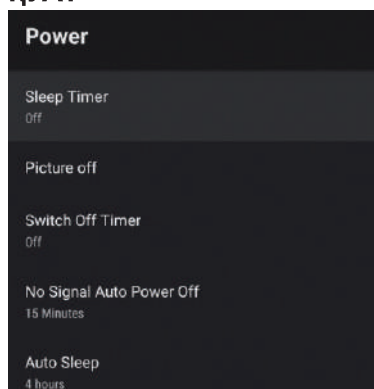 Power
Sleep Timer
Off
Picture off
Switch Off Timer
Off
No Signal Auto Power Off
15 Minutes
Auto Sleep
4 hours